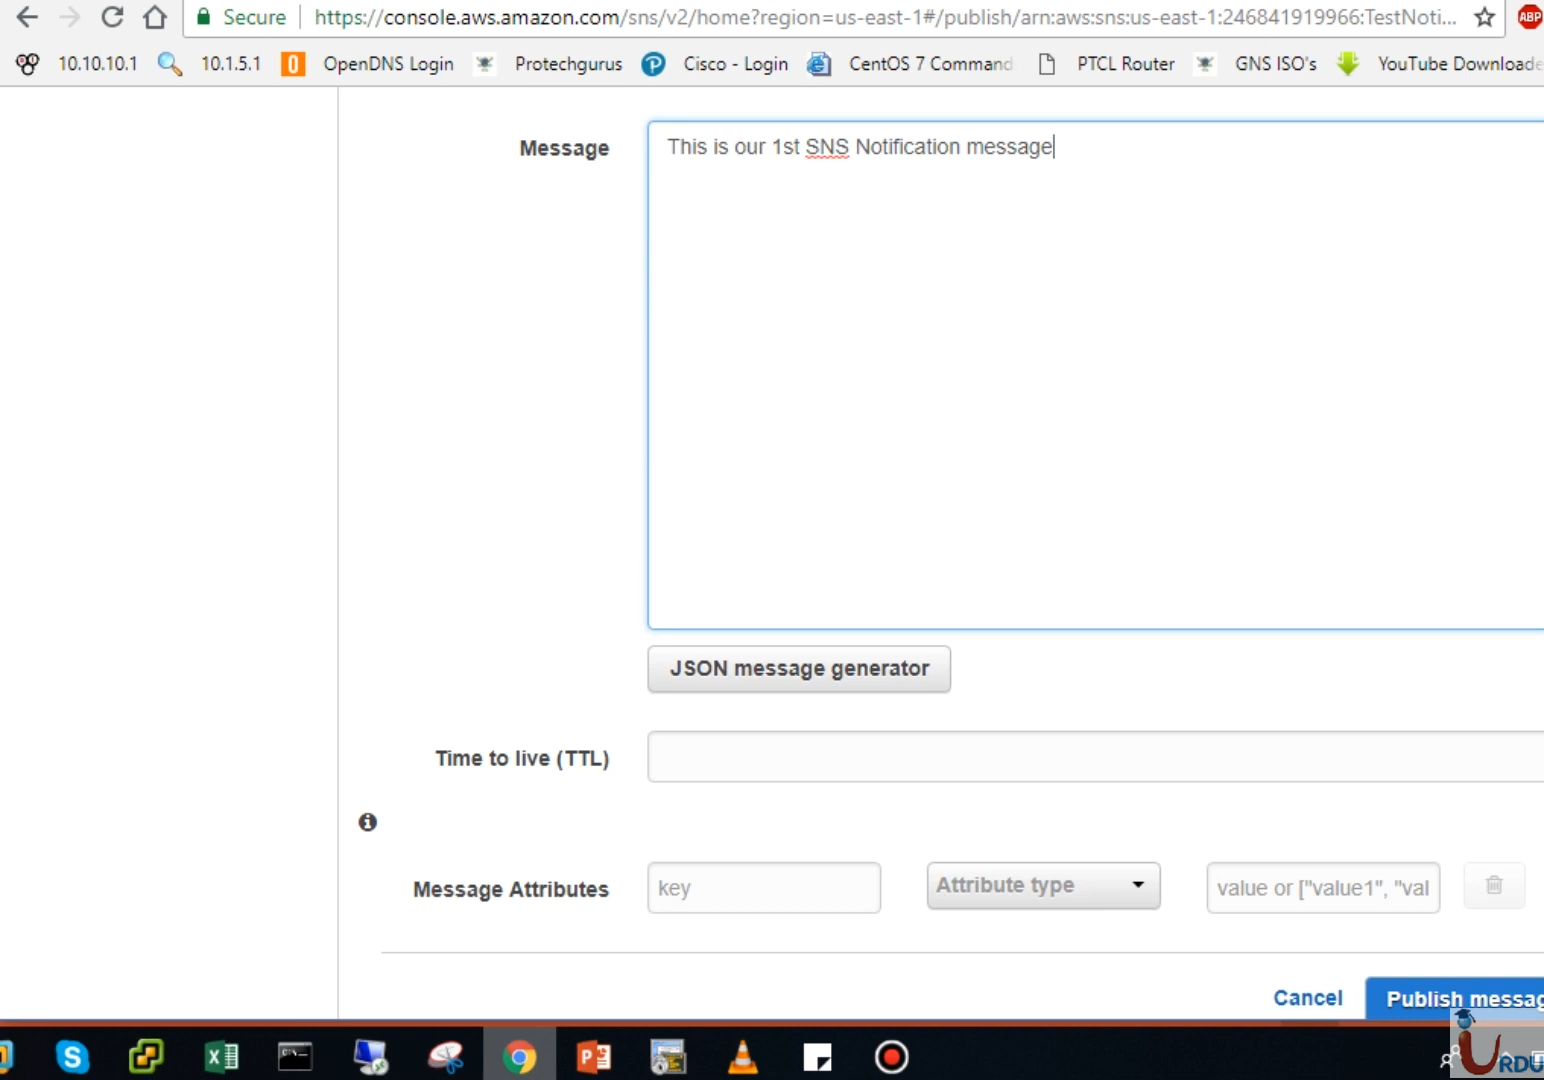 Secure https://console.aws.amazon.com/sns/v2/home?region=us-east-1#/publish/arn:aws:sns:us-east-1:246841919966:TestNoti... ABP
10.10.10.1 10.1.5.1 OpenDNS Login Protechgurus Cisco - Login CentOS 7 Command PTCL Router GNS ISO's YouTube Downloade
Message This is our 1st SNS Notification message
JSON message generator
Time to live (TTL)
Message Attributes key Attribute type value or ["value1", "val
Cancel Publish messag
URDU